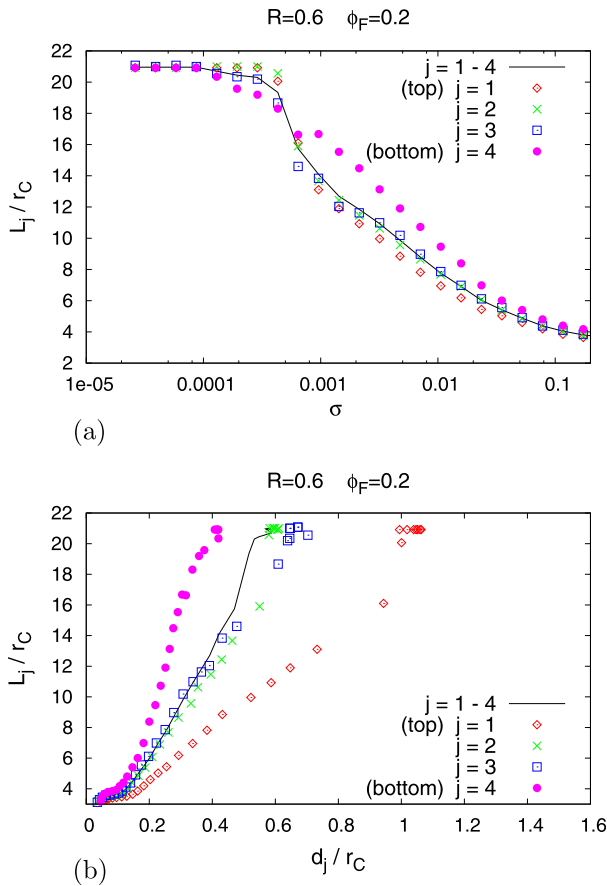 R=0.6 ϕF=0.2
22
20
18
16
14
12
10
8
6
4
2
Lj / rC
j = 1 - 4
(top) j = 1
j = 2
j = 3
(bottom) j = 4
1e-05 0.0001 0.001 0.01 0.1
σ
(a)
R=0.6 ϕF=0.2
22
20
18
16
14
12
10
8
6
4
Lj / rC
j = 1 - 4
(top) j = 1
j = 2
j = 3
(bottom) j = 4
0 0.2 0.4 0.6 0.8 1 1.2 1.4 1.6
dj / rC
(b)